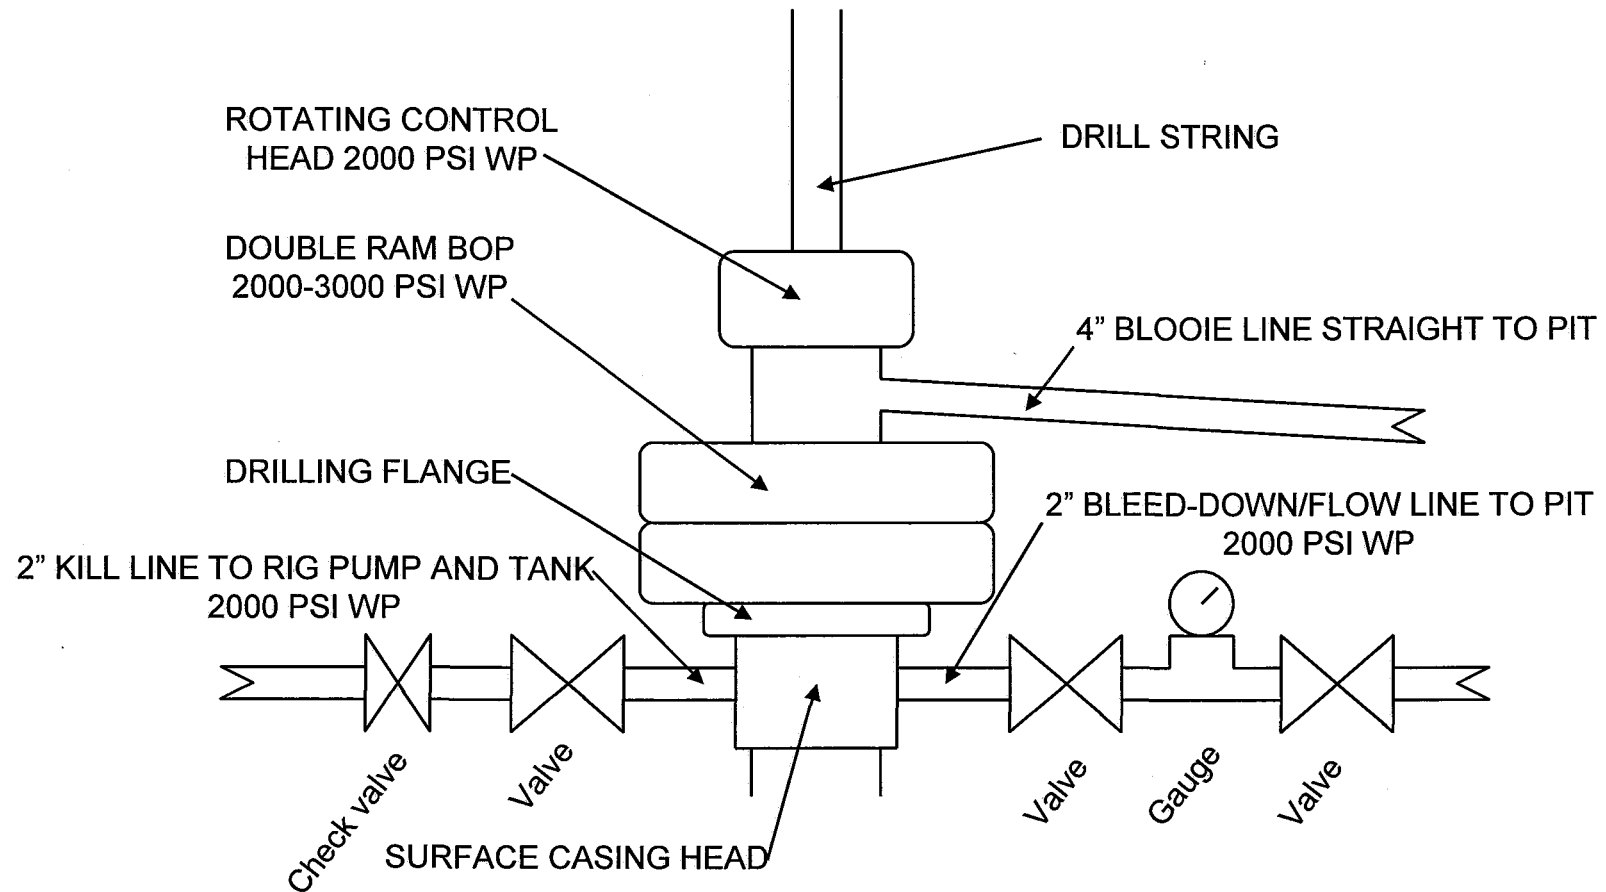 ROTATING CONTROL
HEAD 2000 PSI WP
DRILL STRING
DOUBLE RAM BOP
2000-3000 PSI WP
4” BLOOIE LINE STRAIGHT TO PIT
DRILLING FLANGE
2” BLEED-DOWN/FLOW LINE TO PIT
2000 PSI WP
2” KILL LINE TO RIG PUMP AND TANK
2000 PSI WP
Check valve
Valve
Valve
Gauge
Valve
SURFACE CASING HEAD